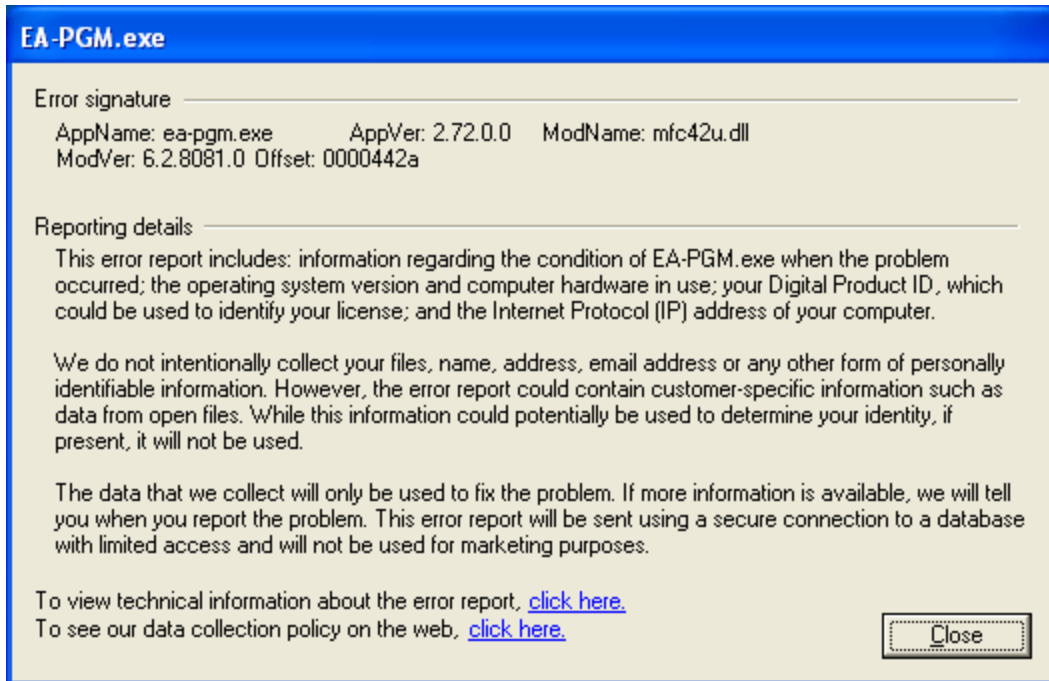 EA-PGM.exe
Error signature
AppName: ea-pgm.exe AppVer: 2.72.0.0 ModName: mfc42u.dll
ModVer: 6.2.8081.0 Offset: 0000442a
Reporting details
This error report includes: information regarding the condition of EA-PGM.exe when the problem
occurred; the operating system version and computer hardware in use; your Digital Product ID, which
could be used to identify your license; and the Internet Protocol (IP) address of your computer.
We do not intentionally collect your files, name, address, email address or any other form of personally
identifiable information. However, the error report could contain customer-specific information such as
data from open files. While this information could potentially be used to determine your identity, if
present, it will not be used.
The data that we collect will only be used to fix the problem. If more information is available, we will tell
you when you report the problem. This error report will be sent using a secure connection to a database
with limited access and will not be used for marketing purposes.
To view technical information about the error report, click here.
To see our data collection policy on the web, click here.
Close